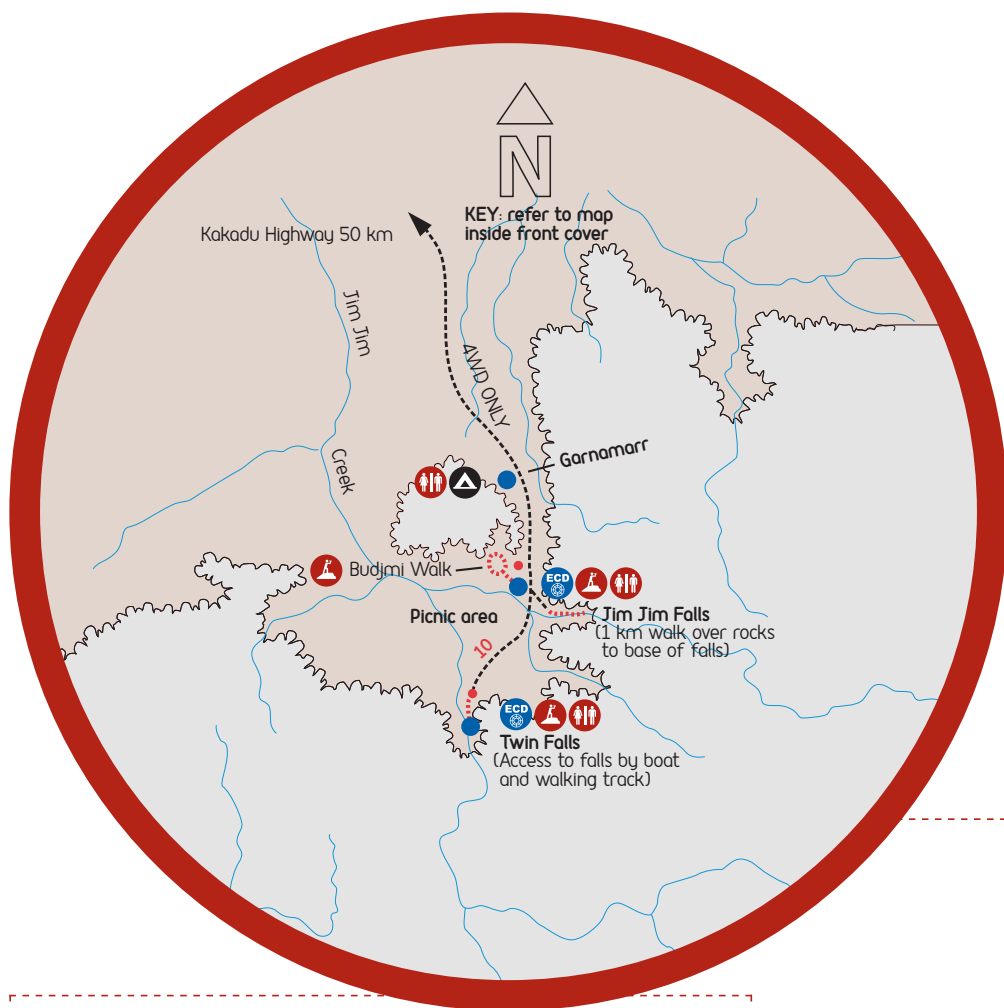 N
KEY: refer to map
inside front cover
Kakadu Highway 50 km
Jim Jim
4WD ONLY
Garnamarr
Creek
Budjmi Walk
ECD
Picnic area
Jim Jim Falls
(1 km walk over rocks
to base of falls)
10
ECD
Twin Falls
(Access to falls by boat
and walking track)